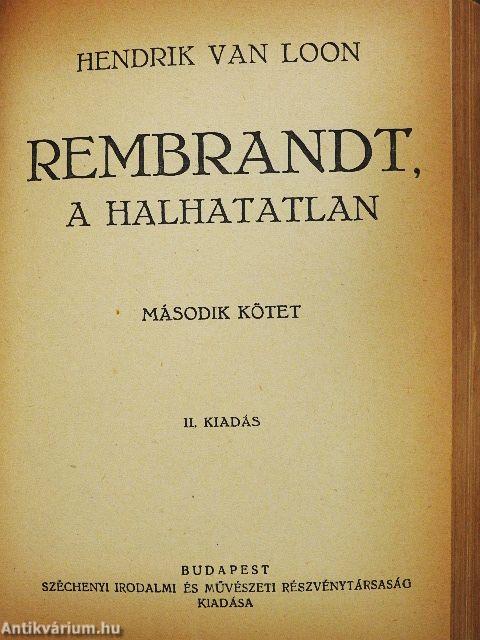 HENDRIK VAN LOON
REMBRANDT,
A HALHATATLAN
MÁSODIK KÖTET
II. KIADÁS
BUDAPEST
SZÉCHENYI IRODALMI ÉS MŰVÉSZETI RÉSZVÉNYTÁRSASÁG
KIADÁSA
Antikvárium.hu